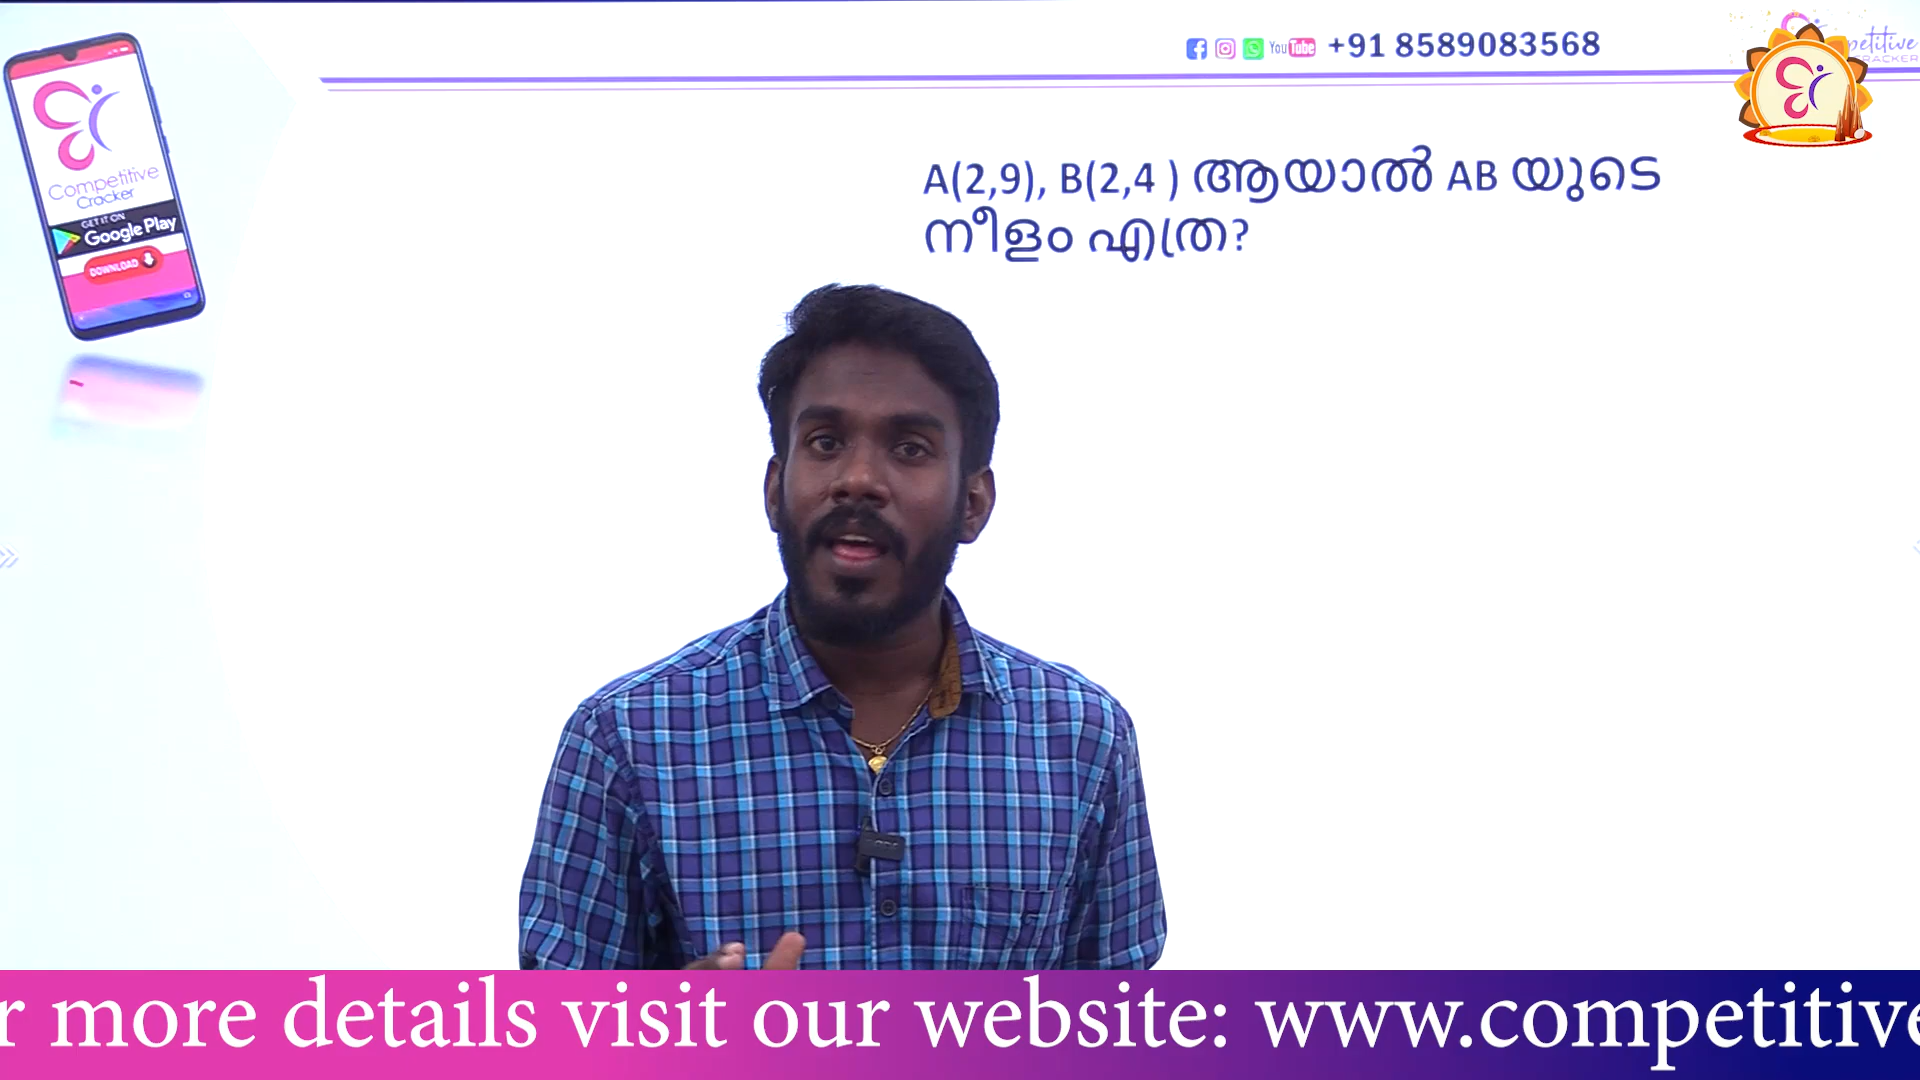 YouTube +91 8589083568
A(2,9), B(2,4 ) ആയാൽ AB യുടെ
നീളം എത്ര?
Competitive
Cracker
GET IT ON
Google Play
DOWNLOAD
more details visit our website: www.competitive